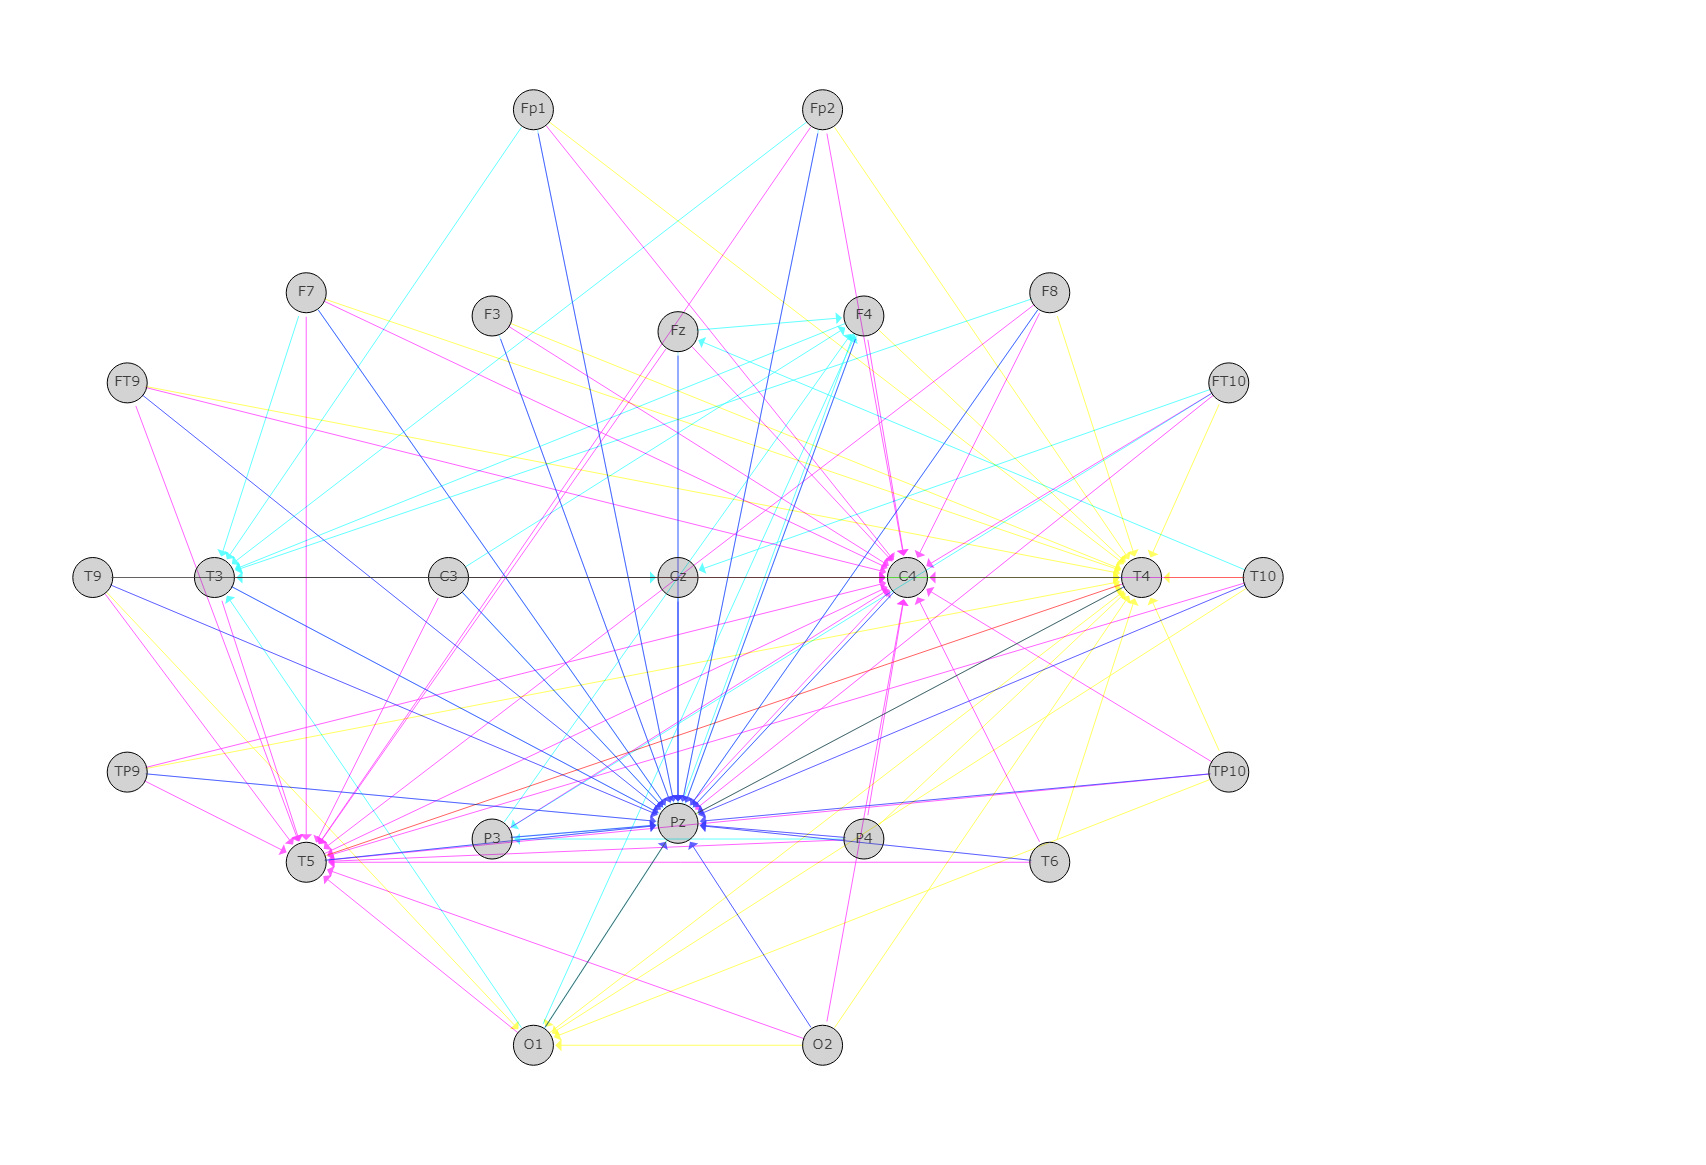 Fp1 Fp2
F7 F3 Fz F4 F8
FT9 FT10
T9 T3 C3 Cz C4 T4 T10
TP9 TP10
T5 P3 Pz P4 T6
O1 O2